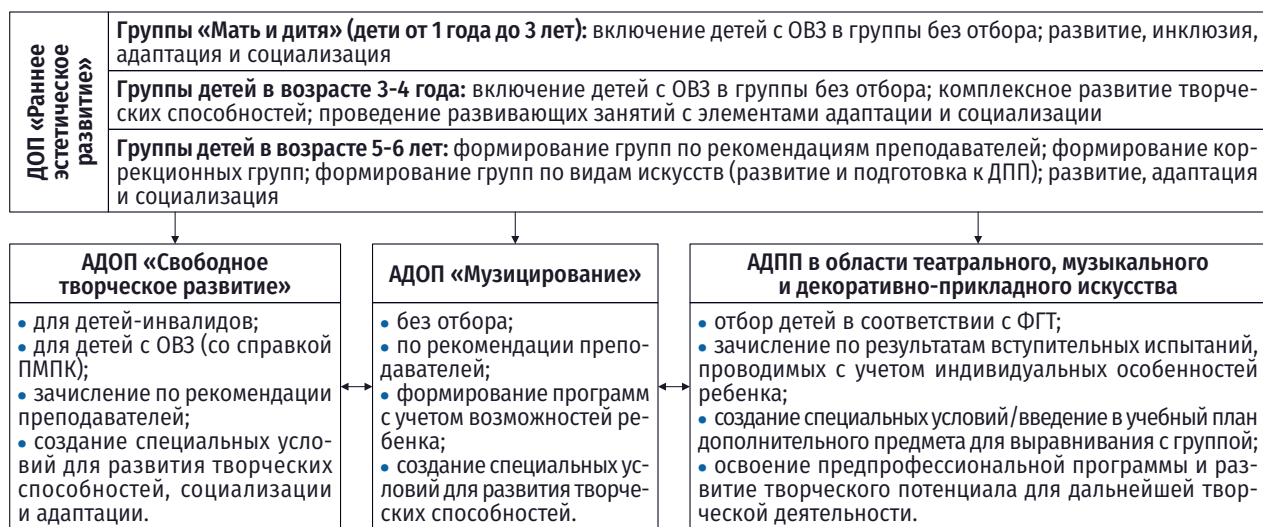 ДОП «Раннее
эстетическое
развитие»
Группы «Мать и дитя» (дети от 1 года до 3 лет): включение детей с ОВЗ в группы без отбора; развитие, инклюзия,
адаптация и социализация
Группы детей в возрасте 3-4 года: включение детей с ОВЗ в группы без отбора; комплексное развитие творче-
ских способностей; проведение развивающих занятий с элементами адаптации и социализации
Группы детей в возрасте 5-6 лет: формирование групп по рекомендациям преподавателей; формирование кор-
рекционных групп; формирование групп по видам искусств (развитие и подготовка к ДПП); развитие, адаптация
и социализация
АДОП «Свободное
творческое развитие»
• для детей-инвалидов;
• для детей с ОВЗ (со справкой
ПМПК);
• зачисление по рекомендации
преподавателей;
• создание специальных усло-
вий для развития творческих
способностей, социализации
и адаптации.
АДОП «Музицирование»
• без отбора;
• по рекомендации препо-
давателей;
• формирование программ
с учетом возможностей ре-
бенка;
• создание специальных ус-
ловий для развития творче-
ских способностей.
АДПП в области театрального, музыкального
и декоративно-прикладного искусства
• отбор детей в соответствии с ФГТ;
• зачисление по результатам вступительных испытаний,
проводимых с учетом индивидуальных особенностей
ребенка;
• создание специальных условий/введение в учебный план
дополнительного предмета для выравнивания с группой;
• освоение предпрофессиональной программы и раз-
витие творческого потенциала для дальнейшей твор-
ческой деятельности.